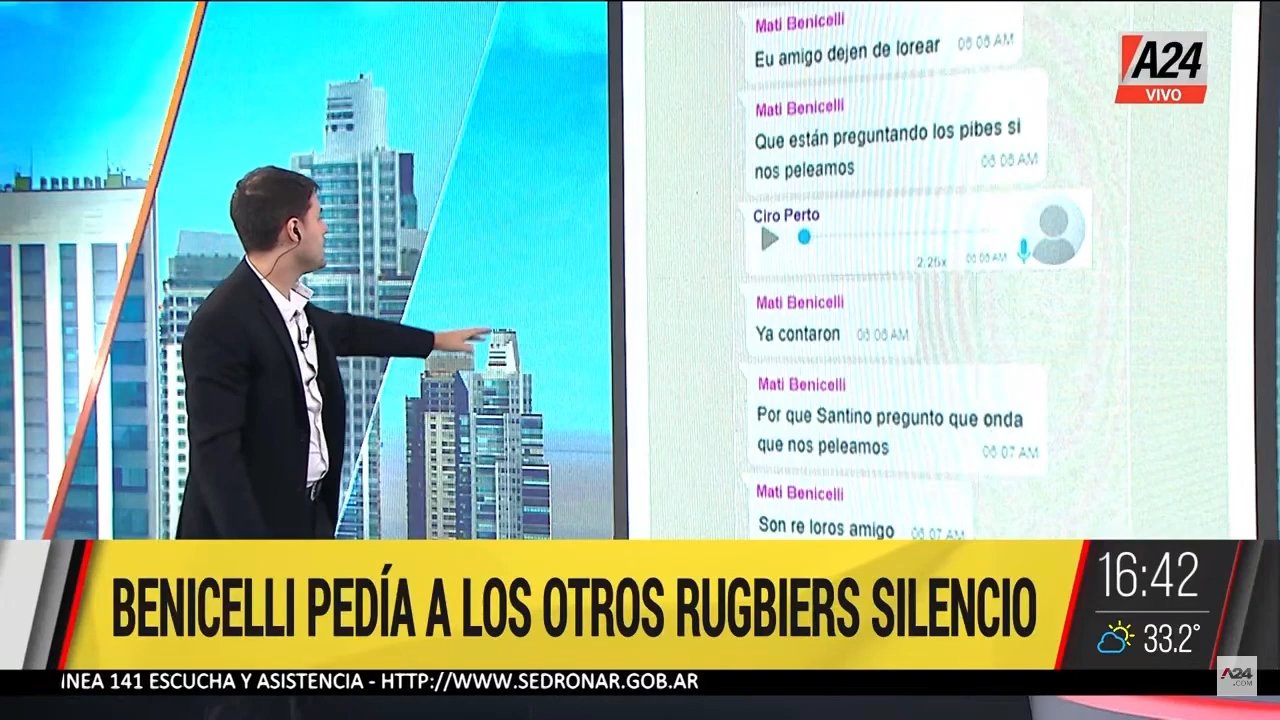 Mati Benicelli
Eu amigo dejen de lorear 06 06 AM
Mati Benicelli
Que están preguntando los pibes si
nos peleamos 06 06 AM
Ciro Perto
2.26x 06 06 AM
Mati Benicelli
Ya contaron 06 06 AM
Mati Benicelli
Por que Santino pregunto que onda
que nos peleamos 06 07 AM
Mati Benicelli
Son re loros amigo 06 07 AM
A24
VIVO
BENICELLI PEDÍA A LOS OTROS RUGBIERS SILENCIO
16:42
33.2°
ÍNEA 141 ESCUCHA Y ASISTENCIA - HTTP://WWW.SEDRONAR.GOB.AR
A24
.COM